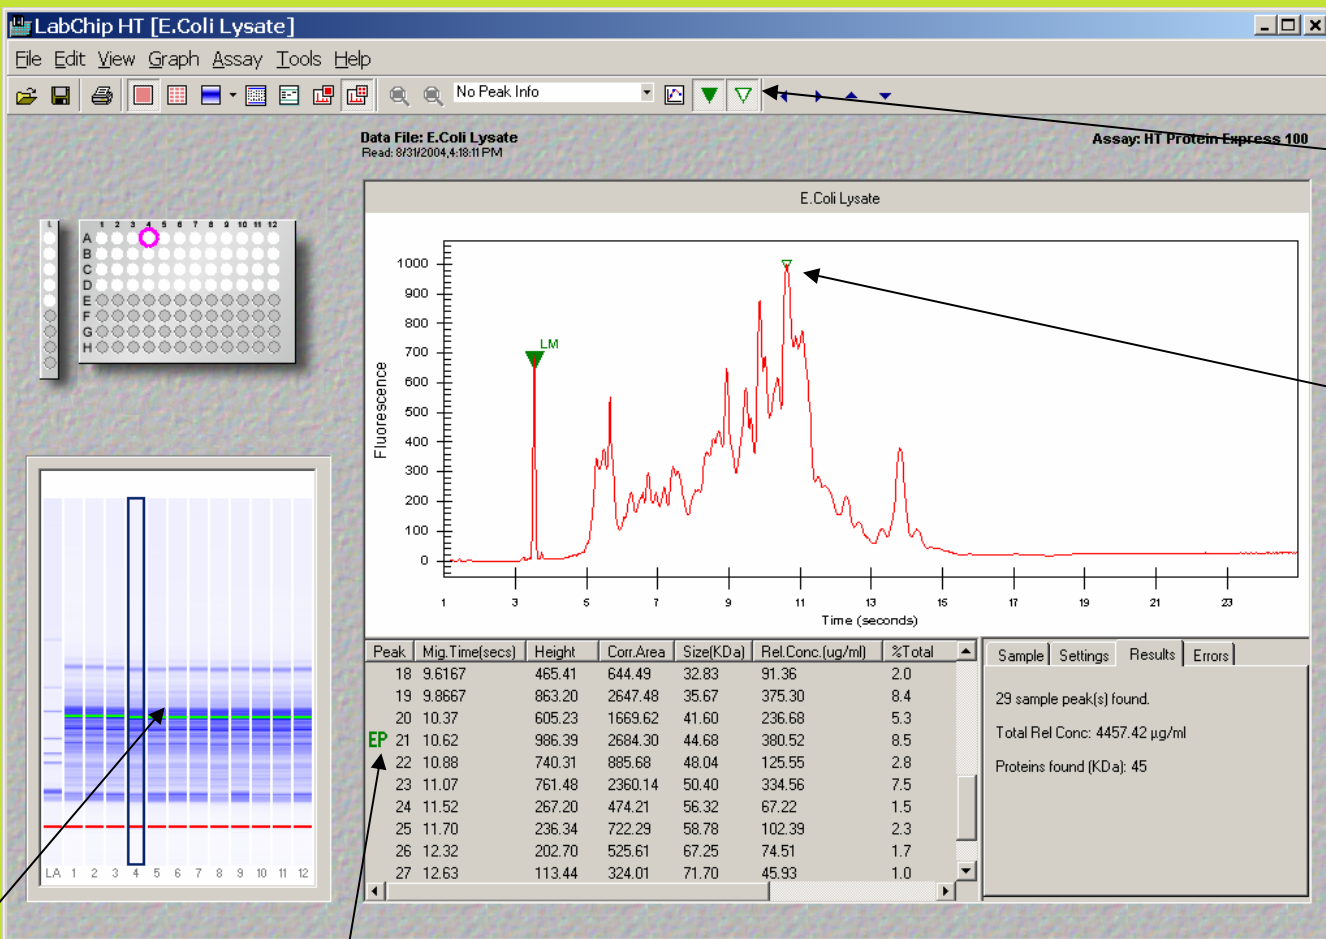 LabChip HT [E.Coli Lysate]
File Edit View Graph Assay Tools Help
No Peak Info
Data File: E.Coli Lysate
Read: 8/31/2004,4:18:11 PM
Assay: HT Protein Express 100
E.Coli Lysate
L
1 2 3 4 5 6 7 8 9 10 11 12
A
B
C
D
E
F
G
H
1000
900
800
700
600
500
400
300
200
100
0
Fluorescence
LM
1 3 5 7 9 11 13 15 17 19 21 23
Time (seconds)
LA 1 2 3 4 5 6 7 8 9 10 11 12
Peak Mig.Time(secs) Height Corr.Area Size(KDa) Rel.Conc.(ug/ml) %Total
18 9.6167 465.41 644.49 32.83 91.36 2.0
19 9.8667 863.20 2647.48 35.67 375.30 8.4
20 10.37 605.23 1669.62 41.60 236.68 5.3
EP 21 10.62 986.39 2684.30 44.68 380.52 8.5
22 10.88 740.31 885.68 48.04 125.55 2.8
23 11.07 761.48 2360.14 50.40 334.56 7.5
24 11.52 267.20 474.21 56.32 67.22 1.5
25 11.70 236.34 722.29 58.78 102.39 2.3
26 12.32 202.70 525.61 67.25 74.51 1.7
27 12.63 113.44 324.01 71.70 45.93 1.0
Sample Settings Results Errors
29 sample peak(s) found.
Total Rel Conc: 4457.42 µg/ml
Proteins found (KDa): 45